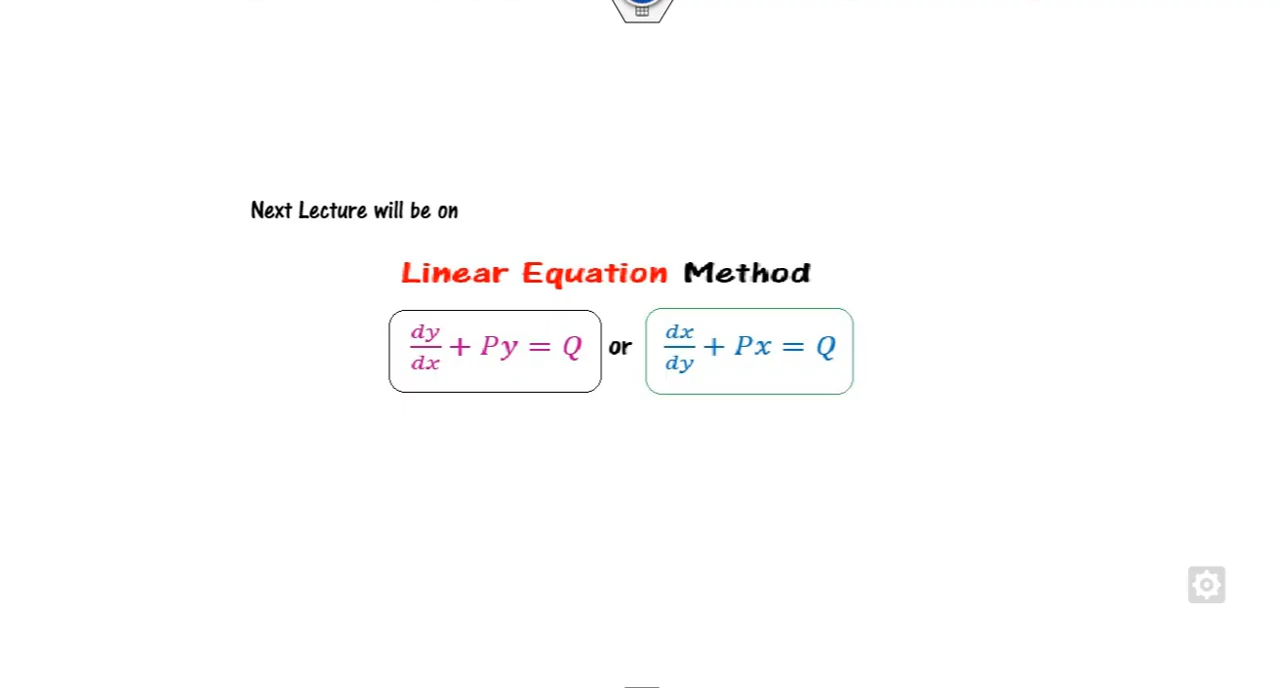 Next Lecture will be on
Linear Equation Method
dy/dx + Py = Q or dx/dy + Px = Q